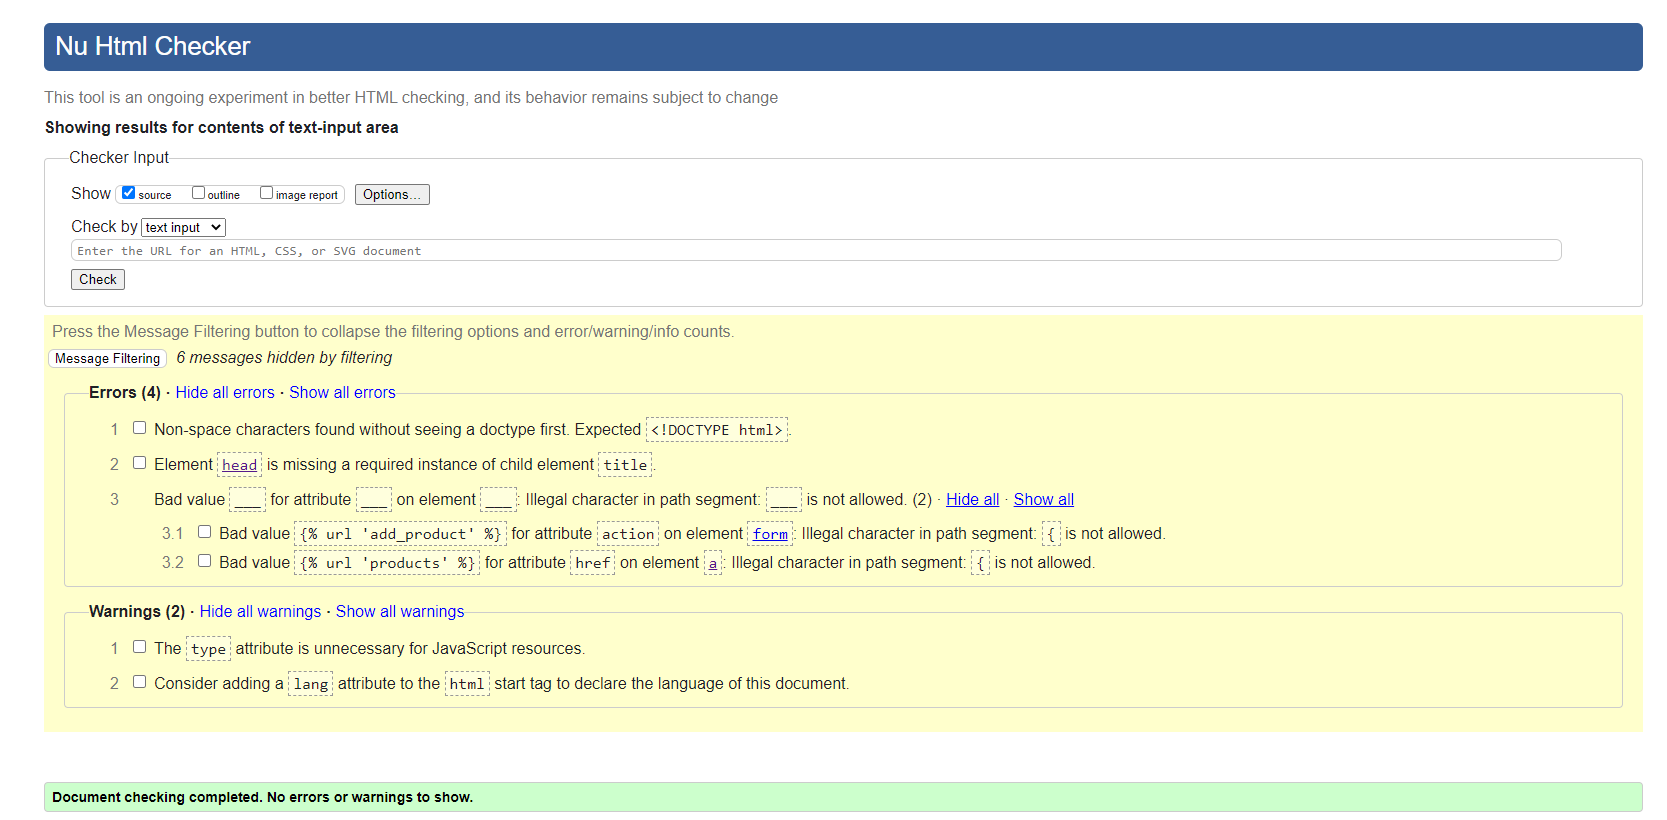 Nu Html Checker
This tool is an ongoing experiment in better HTML checking, and its behavior remains subject to change
Showing results for contents of text-input area
Checker Input
Show source outline image report Options...
Check by text input
Enter the URL for an HTML, CSS, or SVG document
Check
Press the Message Filtering button to collapse the filtering options and error/warning/info counts.
Message Filtering 6 messages hidden by filtering
Errors (4) · Hide all errors · Show all errors
1 Non-space characters found without seeing a doctype first. Expected <!DOCTYPE html>.
2 Element head is missing a required instance of child element title.
3 Bad value ___ for attribute ___ on element ___: Illegal character in path segment: ___ is not allowed. (2) · Hide all · Show all
3.1 Bad value {% url 'add_product' %} for attribute action on element form: Illegal character in path segment: { is not allowed.
3.2 Bad value {% url 'products' %} for attribute href on element a: Illegal character in path segment: { is not allowed.
Warnings (2) · Hide all warnings · Show all warnings
1 The type attribute is unnecessary for JavaScript resources.
2 Consider adding a lang attribute to the html start tag to declare the language of this document.
Document checking completed. No errors or warnings to show.